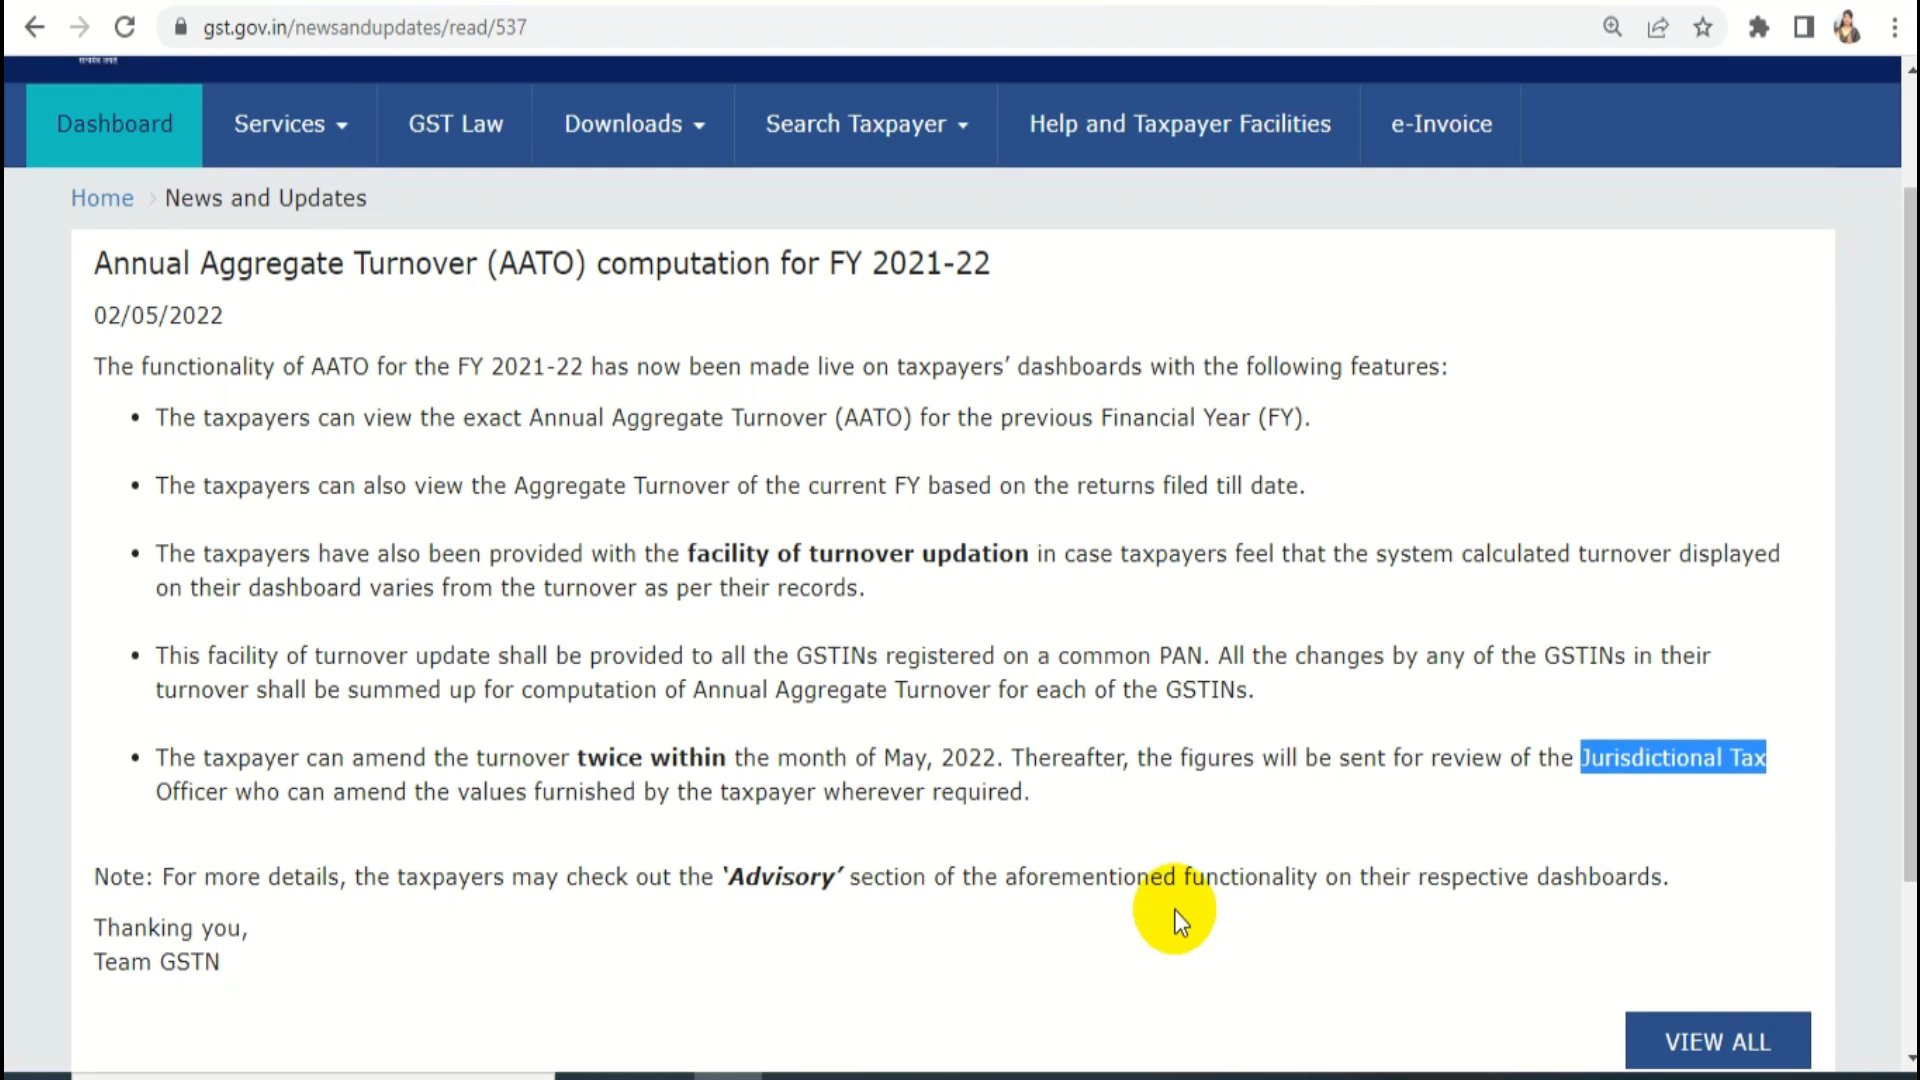 gst.gov.in/newsandupdates/read/537
सत्यमेव जयते
Dashboard Services GST Law Downloads Search Taxpayer Help and Taxpayer Facilities e-Invoice
Home > News and Updates
Annual Aggregate Turnover (AATO) computation for FY 2021-22
02/05/2022
The functionality of AATO for the FY 2021-22 has now been made live on taxpayers’ dashboards with the following features:
• The taxpayers can view the exact Annual Aggregate Turnover (AATO) for the previous Financial Year (FY).
• The taxpayers can also view the Aggregate Turnover of the current FY based on the returns filed till date.
• The taxpayers have also been provided with the facility of turnover updation in case taxpayers feel that the system calculated turnover displayed
on their dashboard varies from the turnover as per their records.
• This facility of turnover update shall be provided to all the GSTINs registered on a common PAN. All the changes by any of the GSTINs in their
turnover shall be summed up for computation of Annual Aggregate Turnover for each of the GSTINs.
• The taxpayer can amend the turnover twice within the month of May, 2022. Thereafter, the figures will be sent for review of the Jurisdictional Tax
Officer who can amend the values furnished by the taxpayer wherever required.
Note: For more details, the taxpayers may check out the ‘Advisory’ section of the aforementioned functionality on their respective dashboards.
Thanking you,
Team GSTN
VIEW ALL